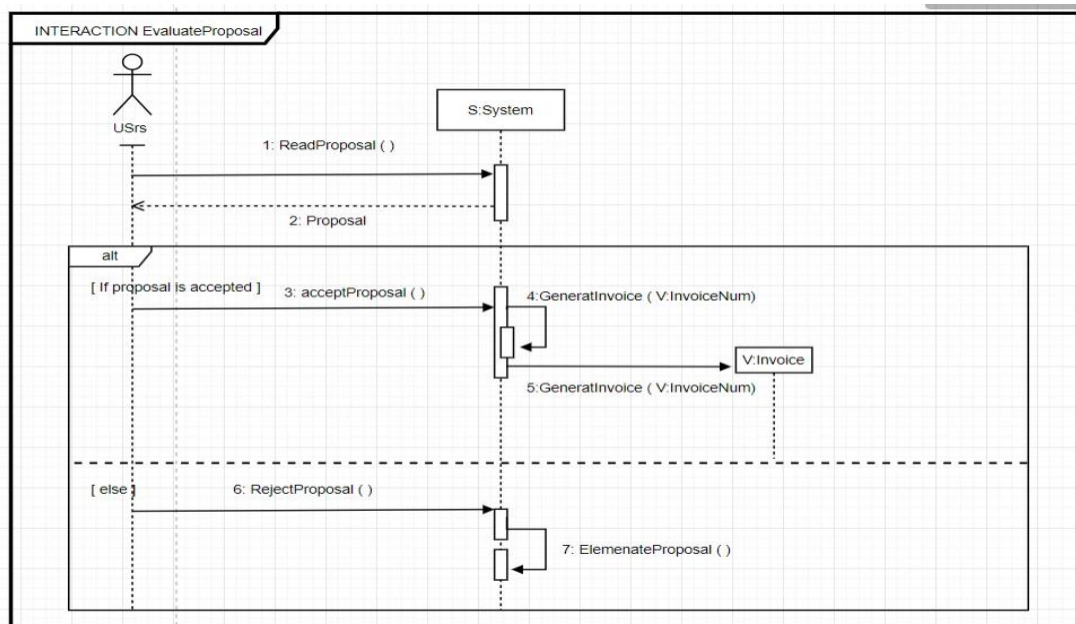 INTERACTION EvaluateProposal
USrs
S:System
1: ReadProposal ( )
2: Proposal
alt
[ If proposal is accepted ]
3: acceptProposal ( )
4:GeneratInvoice ( V:InvoiceNum)
V:Invoice
5:GeneratInvoice ( V:InvoiceNum)
[ else ]
6: RejectProposal ( )
7: ElemenateProposal ( )